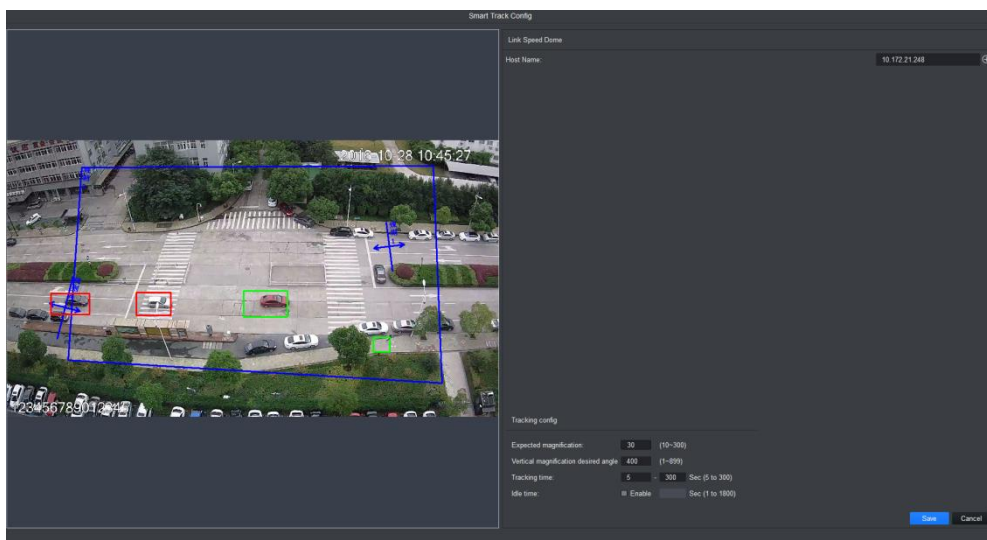 Smart Track Config
Link Speed Dome
Host Name: 10.172.21.248
2013-10-28 10:45:27
Tracking config
Expected magnification: 30 (10~300)
Vertical magnification desired angle 400 (1~899)
Tracking time: 5 - 300 Sec (5 to 300)
Idle time: Enable Sec (1 to 1800)
Save Cancel